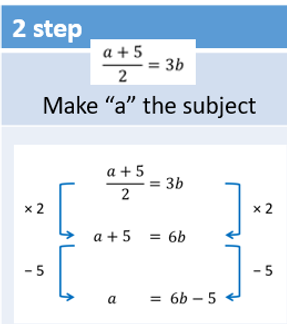 2 step
(a + 5)/2 = 3b
Make “a” the subject
(a + 5)/2 = 3b
× 2 × 2
a + 5 = 6b
− 5 − 5
a = 6b − 5